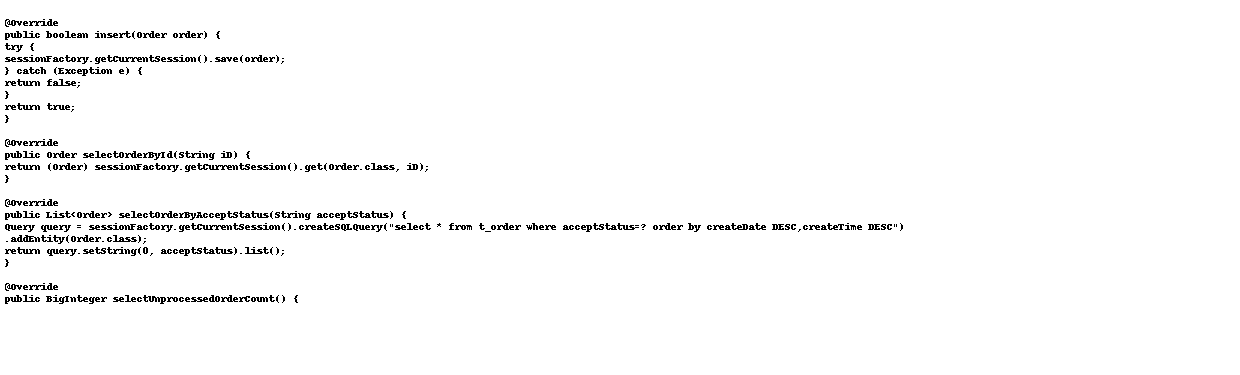 @Override
public boolean insert(Order order) {
try {
sessionFactory.getCurrentSession().save(order);
} catch (Exception e) {
return false;
}
return true;
}
@Override
public Order selectOrderById(String iD) {
return (Order) sessionFactory.getCurrentSession().get(Order.class, iD);
}
@Override
public List<Order> selectOrderByAcceptStatus(String acceptStatus) {
Query query = sessionFactory.getCurrentSession().createSQLQuery("select * from t_order where acceptStatus=? order by createDate DESC,createTime DESC")
.addEntity(Order.class);
return query.setString(0, acceptStatus).list();
}
@Override
public BigInteger selectUnprocessedOrderCount() {